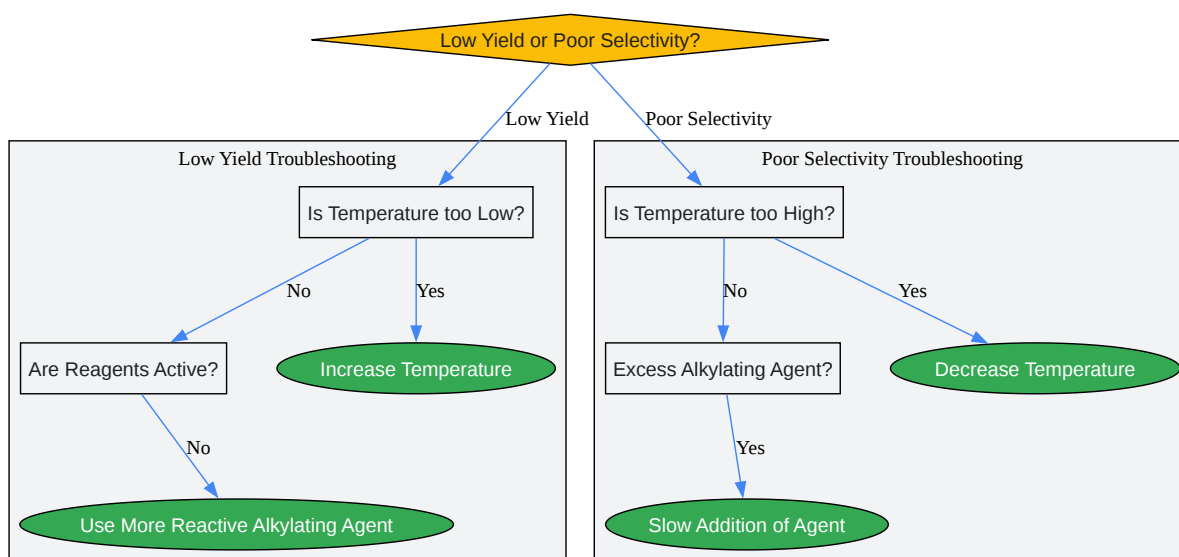 Low Yield or Poor Selectivity?
Low Yield
Poor Selectivity
Low Yield Troubleshooting
Is Temperature too Low?
No
Yes
Are Reagents Active?
Increase Temperature
No
Use More Reactive Alkylating Agent
Poor Selectivity Troubleshooting
Is Temperature too High?
No
Yes
Excess Alkylating Agent?
Decrease Temperature
Yes
Slow Addition of Agent